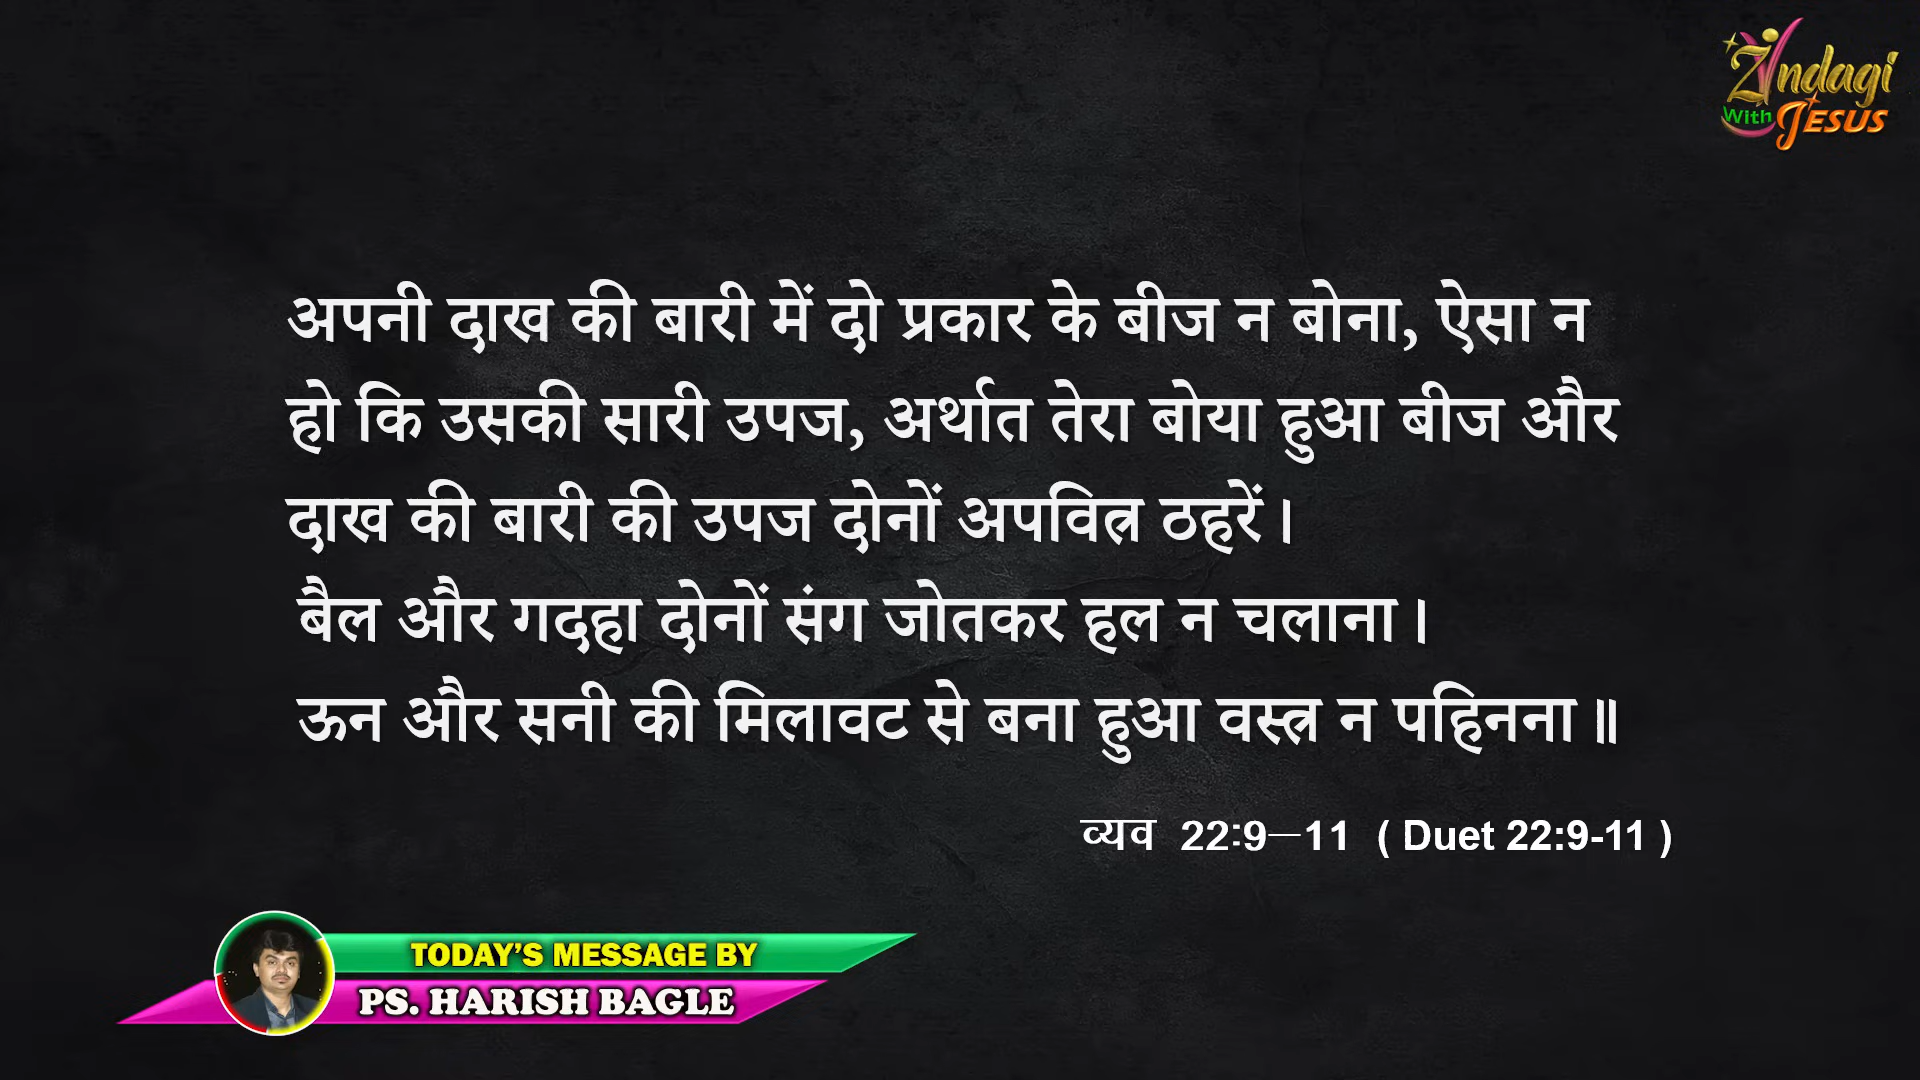 Zindagi
With Jesus
अपनी दाख की बारी में दो प्रकार के बीज न बोना, ऐसा न
हो कि उसकी सारी उपज, अर्थात तेरा बोया हुआ बीज और
दाख की बारी की उपज दोनों अपवित्र ठहरें।
बैल और गदहा दोनों संग जोतकर हल न चलाना।
ऊन और सनी की मिलावट से बना हुआ वस्त्र न पहिनना॥
व्यव 22:9–11 ( Duet 22:9-11 )
TODAY'S MESSAGE BY
PS. HARISH BAGLE